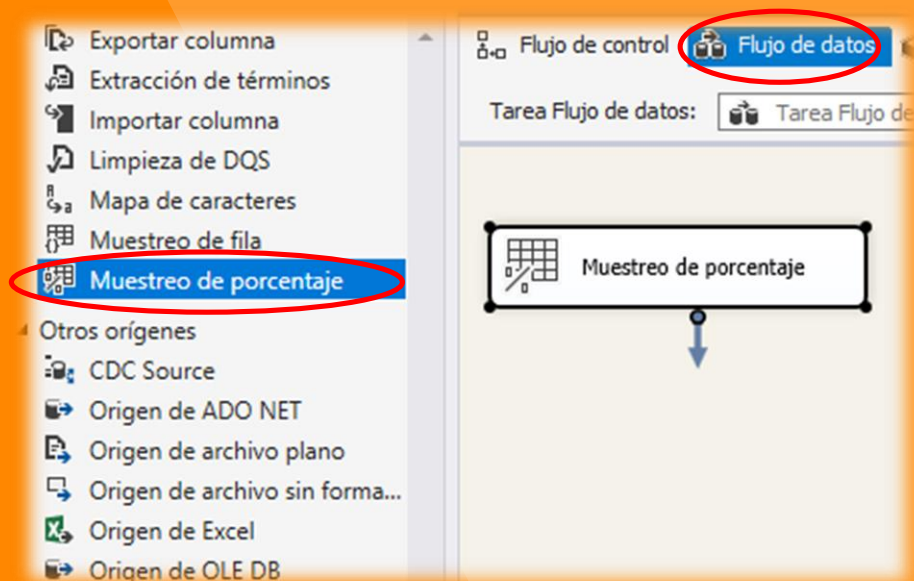 Exportar columna
Extracción de términos
Importar columna
Limpieza de DQS
Mapa de caracteres
Muestreo de fila
Muestreo de porcentaje
Otros orígenes
CDC Source
Origen de ADO NET
Origen de archivo plano
Origen de archivo sin forma...
Origen de Excel
Origen de OLE DB
Flujo de control
Flujo de datos
Tarea Flujo de datos:
Tarea Flujo de
Muestreo de porcentaje